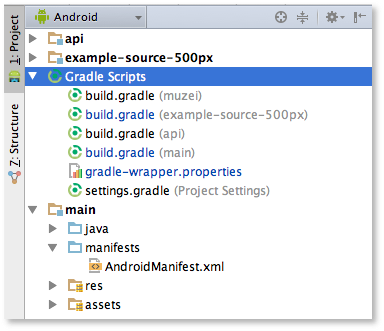 Android
1: Project
Z: Structure
api
example-source-500px
Gradle Scripts
build.gradle (muzei)
build.gradle (example-source-500px)
build.gradle (api)
build.gradle (main)
gradle-wrapper.properties
settings.gradle (Project Settings)
main
java
manifests
AndroidManifest.xml
res
assets